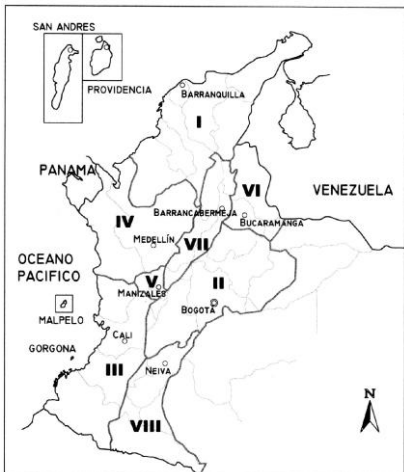 SAN ANDRES
PROVIDENCIA
BARRANQUILLA
I
PANAMA
VI
VENEZUELA
BARRANCABERMEJA
BUCARAMANGA
IV
MEDELLÍN
VII
OCEANO
PACIFICO
V
MANIZALES
II
BOGOTÁ
MALPELO
CALI
GORGONA
NEIVA
III
N
VIII